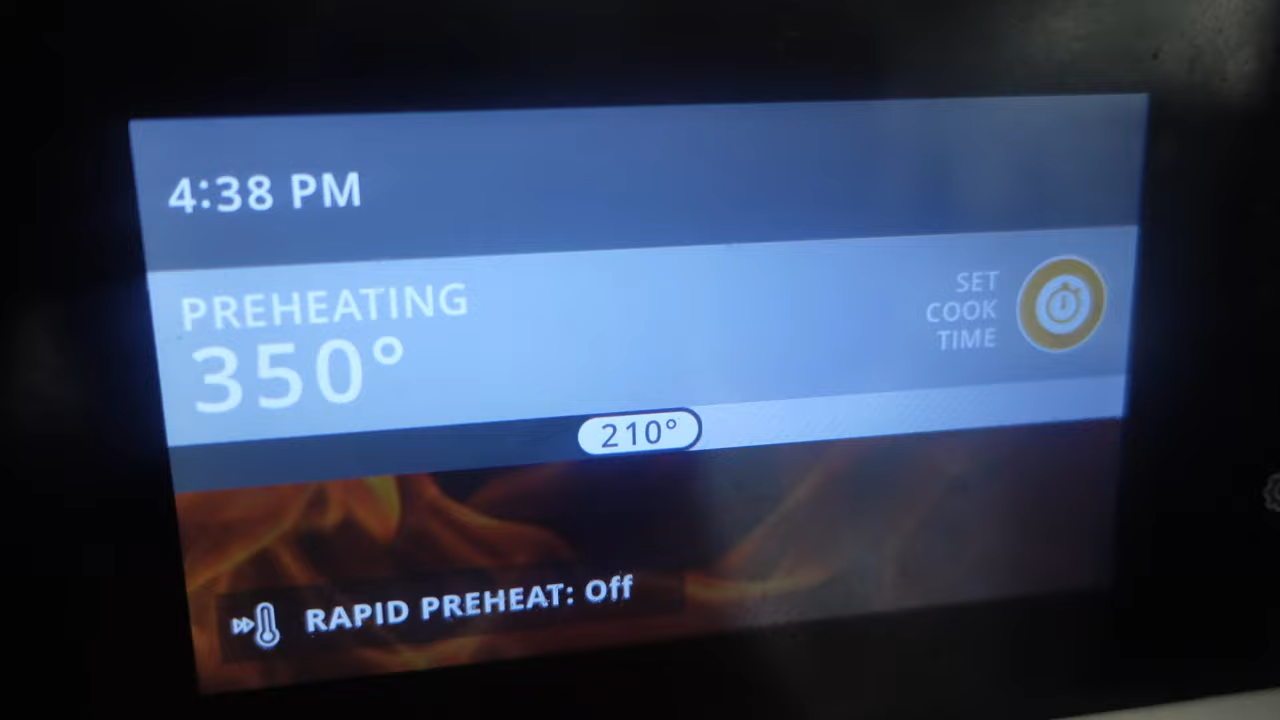 4:38 PM
PREHEATING
350°
SET
COOK
TIME
210°
RAPID PREHEAT: Off